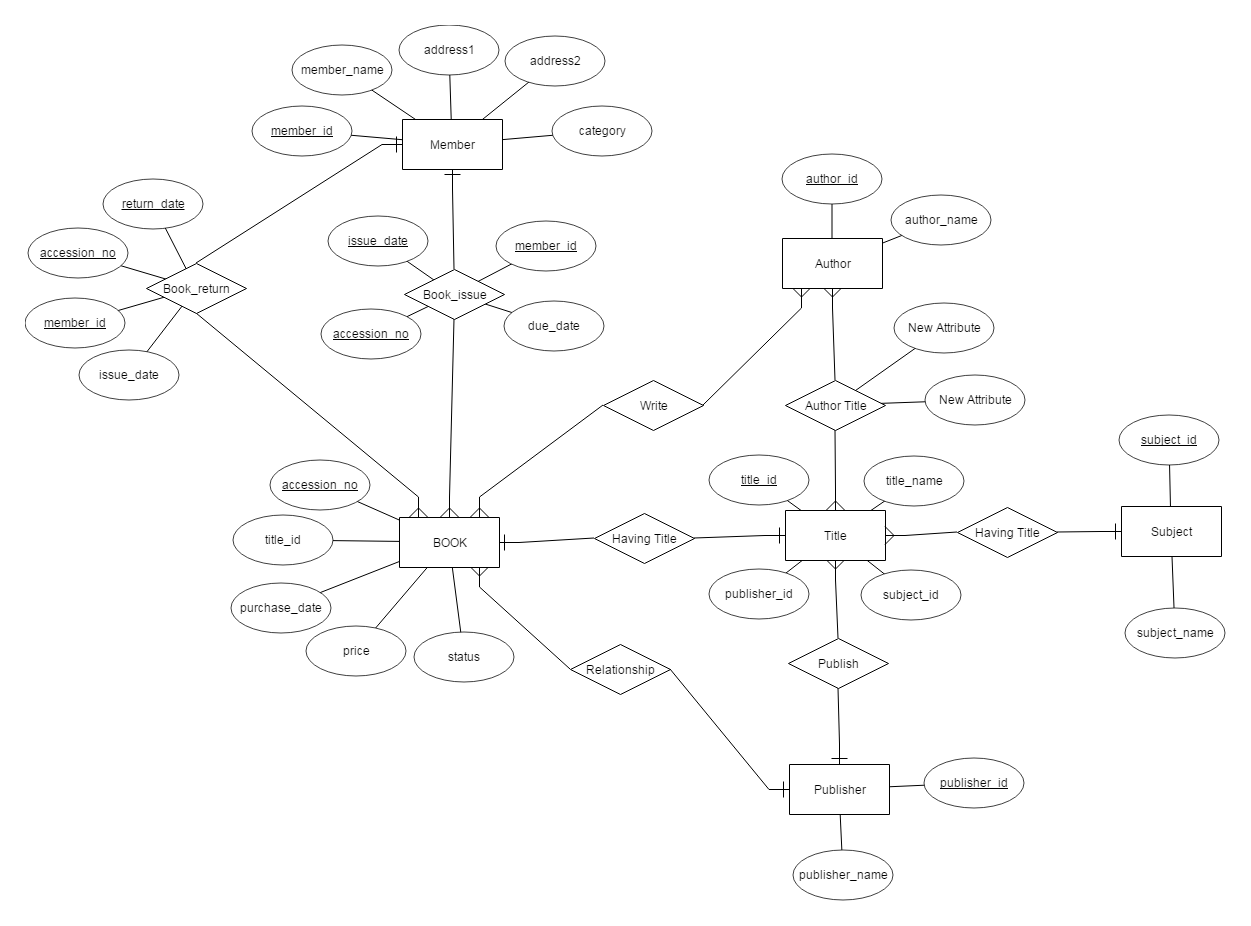 address1
address2
member_name
member_id
category
Member
author_id
return_date
author_name
issue_date
member_id
accession_no
Author
Book_return
Book_issue
member_id
due_date
New Attribute
accession_no
issue_date
New Attribute
Write
Author Title
subject_id
title_id
title_name
accession_no
Subject
Title
Having Title
Having Title
title_id
BOOK
publisher_id
subject_id
purchase_date
subject_name
price
status
Publish
Relationship
publisher_id
Publisher
publisher_name